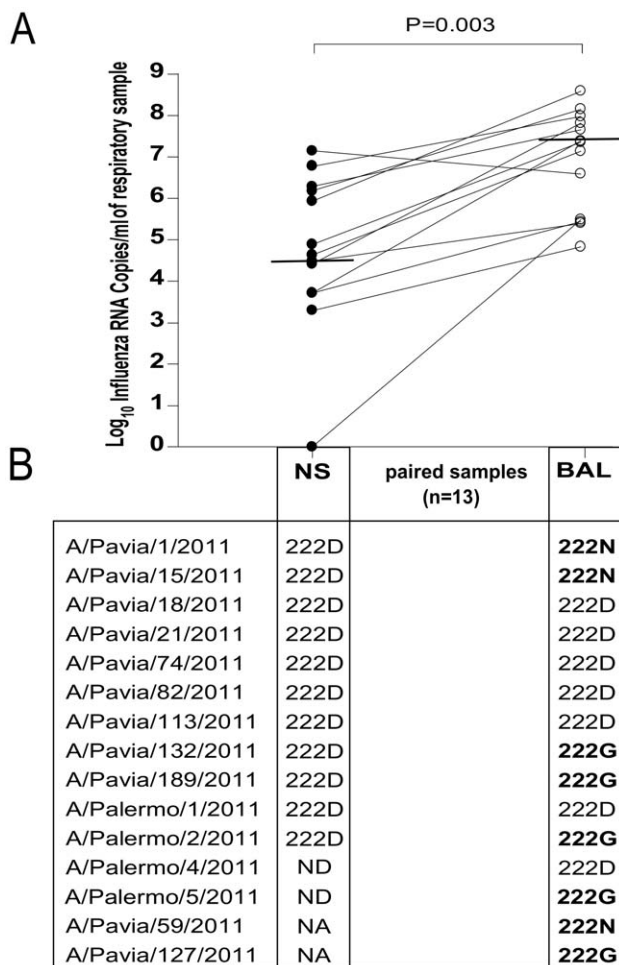 A
P=0.003
Log10 Influenza RNA Copies/ml of respiratory sample
9
8
7
6
5
4
3
2
1
0
B
NS paired samples BAL
(n=13)
A/Pavia/1/2011 222D 222N
A/Pavia/15/2011 222D 222N
A/Pavia/18/2011 222D 222D
A/Pavia/21/2011 222D 222D
A/Pavia/74/2011 222D 222D
A/Pavia/82/2011 222D 222D
A/Pavia/113/2011 222D 222D
A/Pavia/132/2011 222D 222G
A/Pavia/189/2011 222D 222G
A/Palermo/1/2011 222D 222D
A/Palermo/2/2011 222D 222G
A/Palermo/4/2011 ND 222D
A/Palermo/5/2011 ND 222G
A/Pavia/59/2011 NA 222N
A/Pavia/127/2011 NA 222G